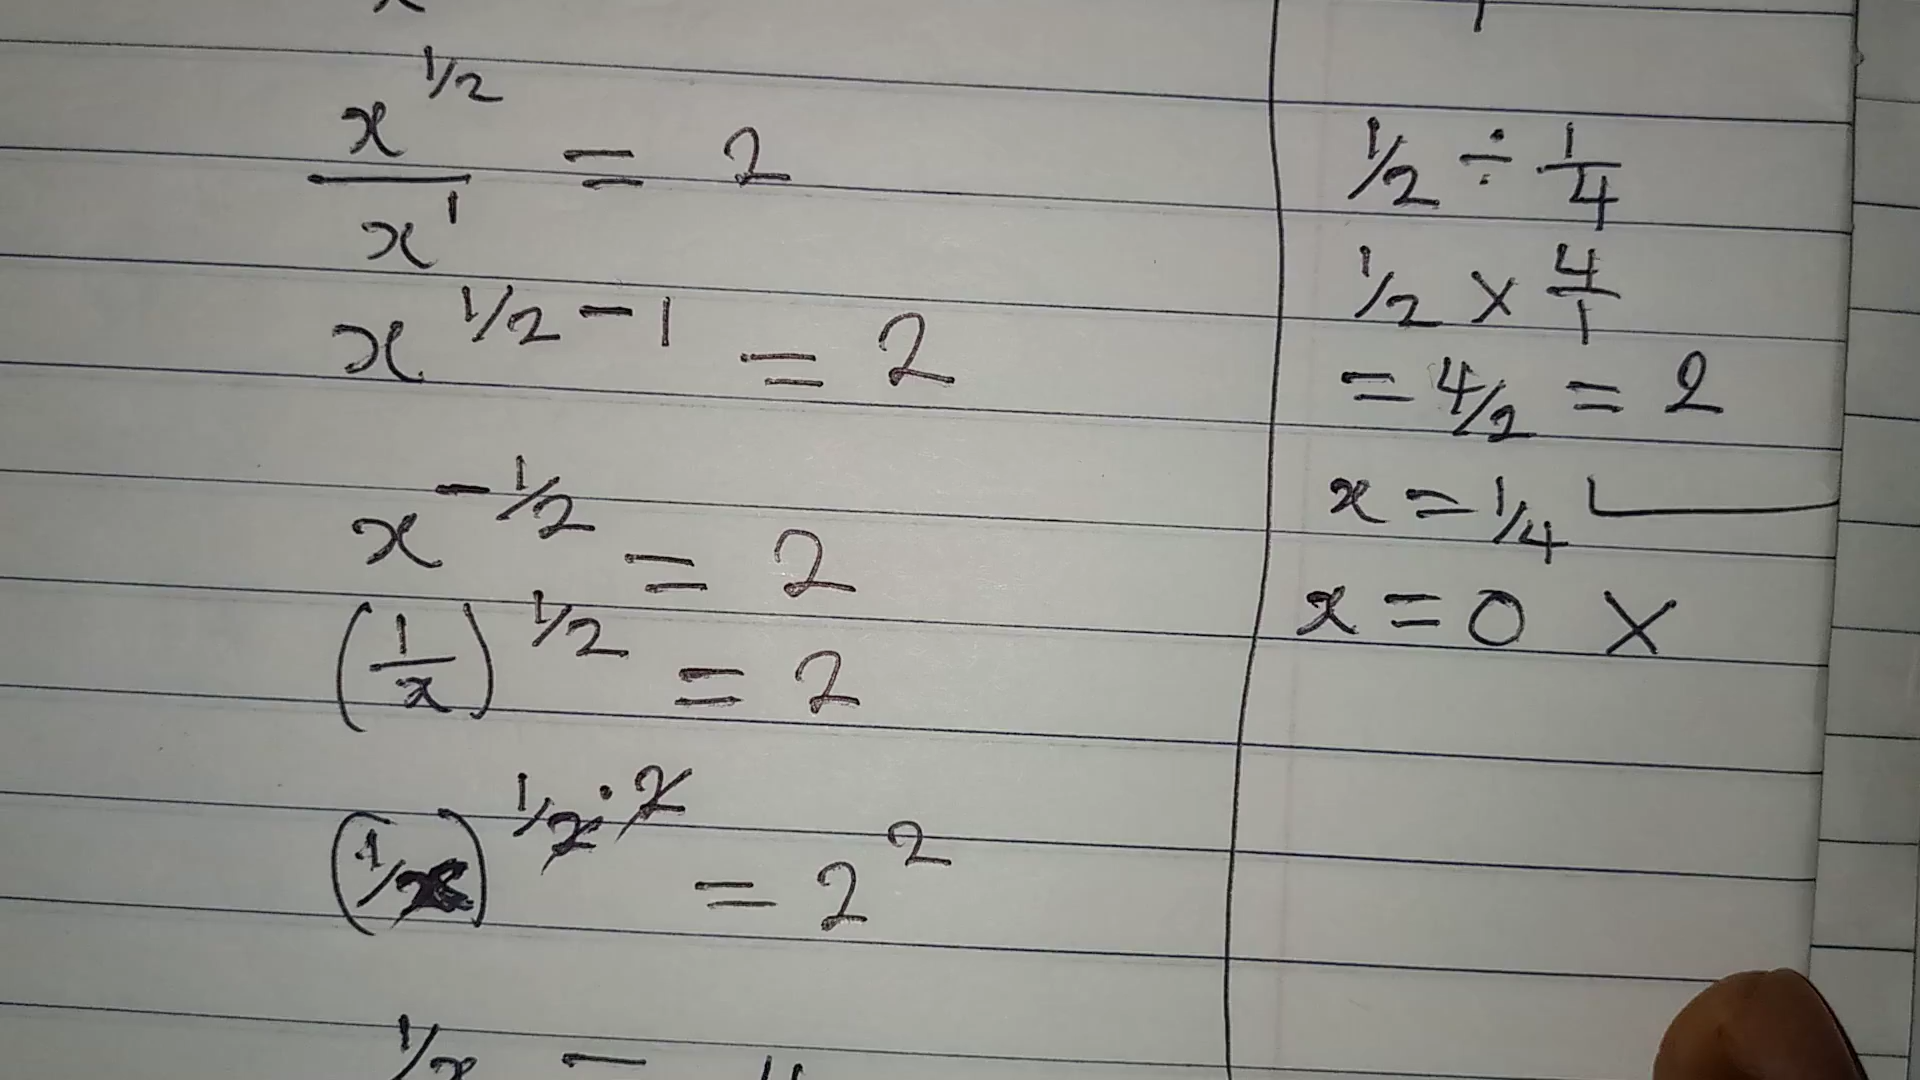 x^1/2 / x^1 = 2
x^1/2 - 1 = 2
x^-1/2 = 2
(1/x)^1/2 = 2
(1/x)^1/2 · 2 = 2^2
1/x =
1/2 ÷ 1/4
1/2 × 4/1
= 4/2 = 2
x = 1/4
x = 0 ×